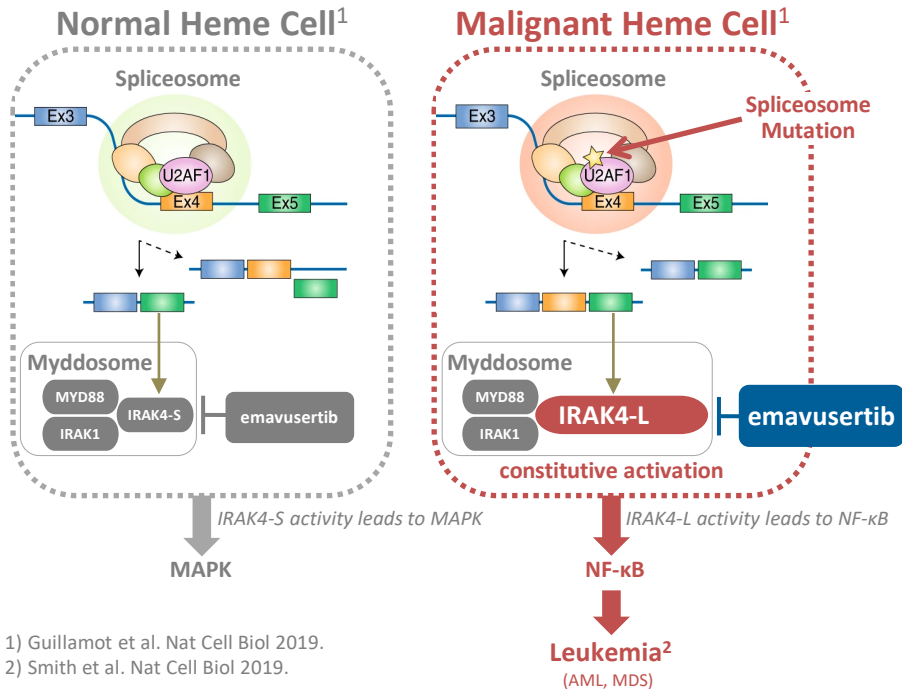 Normal Heme Cell¹
Spliceosome
Ex3
U2AF1
Ex4
Ex5
Myddosome
MYD88
IRAK4-S
IRAK1
emavusertib
IRAK4-S activity leads to MAPK
MAPK
Malignant Heme Cell¹
Spliceosome
Spliceosome
Mutation
Ex3
U2AF1
Ex4
Ex5
Myddosome
MYD88
IRAK4-L
IRAK1
emavusertib
constitutive activation
IRAK4-L activity leads to NF-κB
NF-κB
Leukemia²
(AML, MDS)
1) Guillamot et al. Nat Cell Biol 2019.
2) Smith et al. Nat Cell Biol 2019.